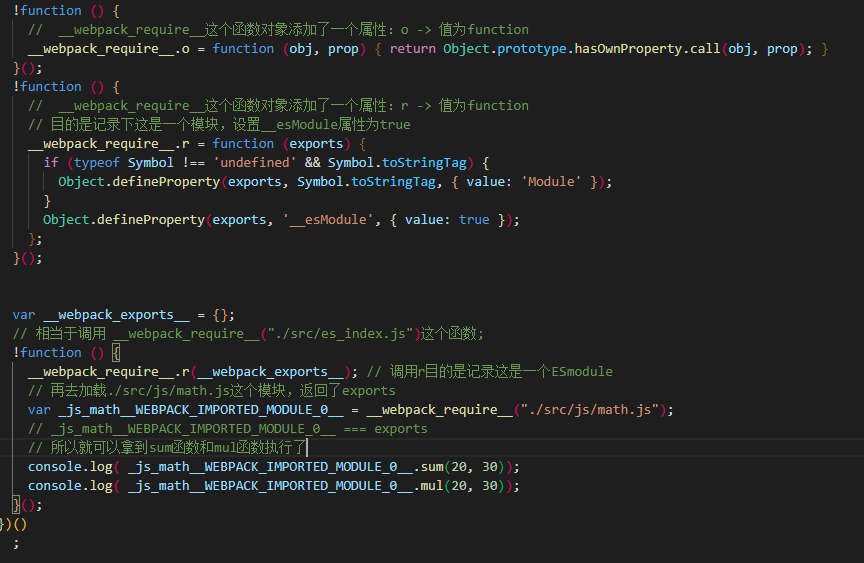 !function () {
//  __webpack_require__这个函数对象添加了一个属性: o -> 值为function
__webpack_require__.o = function (obj, prop) { return Object.prototype.hasOwnProperty.call(obj, prop); }
}();
!function () {
//  __webpack_require__这个函数对象添加了一个属性: r -> 值为function
// 目的是记录下这是一个模块, 设置__esModule属性为true
__webpack_require__.r = function (exports) {
if (typeof Symbol !== 'undefined' && Symbol.toStringTag) {
Object.defineProperty(exports, Symbol.toStringTag, { value: 'Module' });
}
Object.defineProperty(exports, '__esModule', { value: true });
};
}();
var __webpack_exports__ = {};
// 相当于调用 __webpack_require__("./src/es_index.js")这个函数;
!function () {
__webpack_require__.r(__webpack_exports__); // 调用r目的是记录这是一个ESmodule
// 再去加载./src/js/math.js这个模块, 返回了exports
var _js_math__WEBPACK_IMPORTED_MODULE_0__ = __webpack_require__("./src/js/math.js");
// _js_math__WEBPACK_IMPORTED_MODULE_0__ === exports
// 所以就可以拿到sum函数和mul函数执行了
console.log( _js_math__WEBPACK_IMPORTED_MODULE_0__.sum(20, 30));
console.log( _js_math__WEBPACK_IMPORTED_MODULE_0__.mul(20, 30));
}();
})()
;